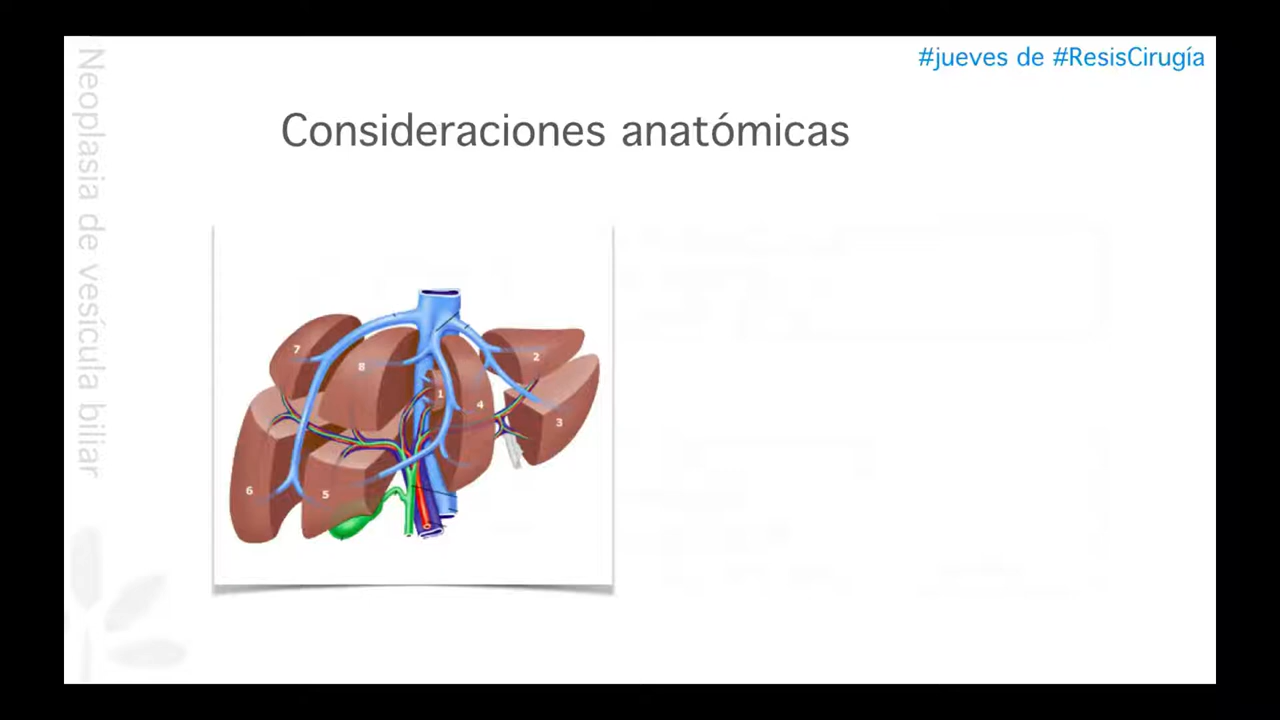 #jueves de #ResisCirugía
Consideraciones anatómicas
Neoplasia de vesícula biliar
7
8
2
1
4
3
6
5